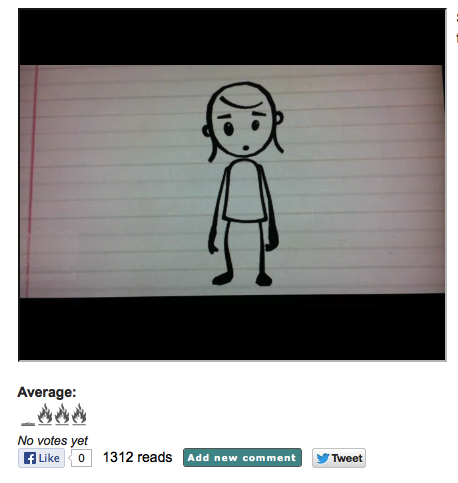 Average:
No votes yet
Like 0 1312 reads Add new comment Tweet